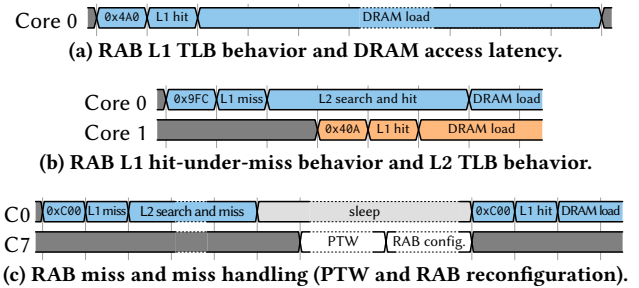 Core 0 0x4A0 L1 hit DRAM load
(a) RAB L1 TLB behavior and DRAM access latency.
Core 0 0x9FC L1 miss L2 search and hit DRAM load
Core 1 0x40A L1 hit DRAM load
(b) RAB L1 hit-under-miss behavior and L2 TLB behavior.
C0 0xC00 L1 miss L2 search and miss sleep 0xC00 L1 hit DRAM load
C7 PTW RAB config.
(c) RAB miss and miss handling (PTW and RAB reconfiguration).